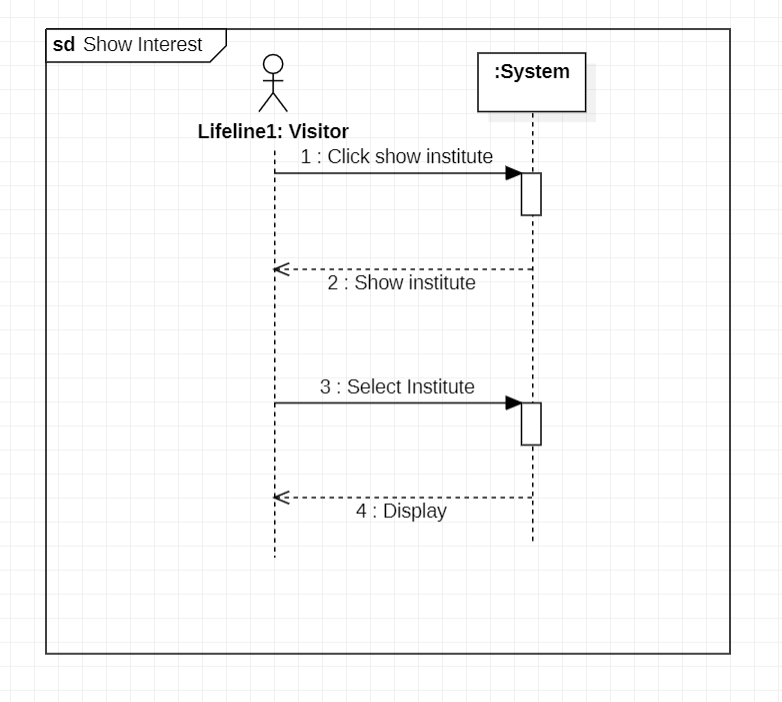 sd Show Interest
:System
Lifeline1: Visitor
1 : Click show institute
2 : Show institute
3 : Select Institute
4 : Display